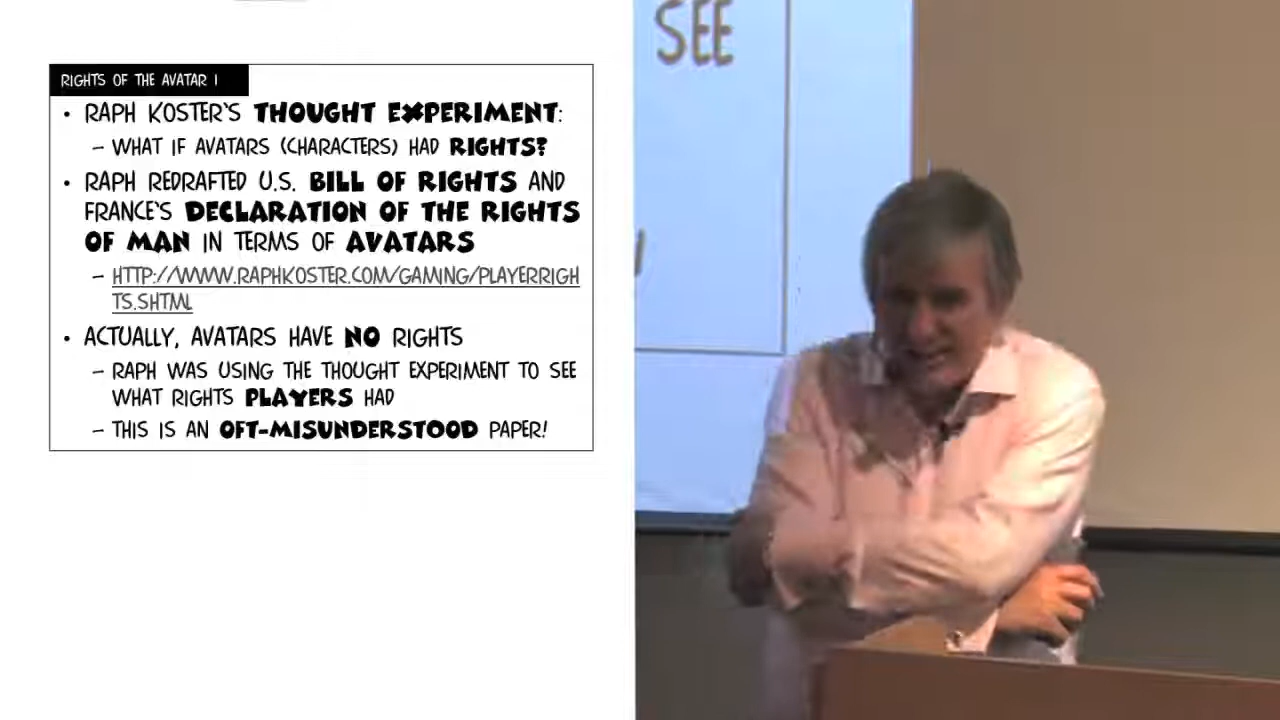 RIGHTS OF THE AVATAR I
• RAPH KOSTER'S THOUGHT EXPERIMENT:
– WHAT IF AVATARS (CHARACTERS) HAD RIGHTS?
• RAPH REDRAFTED U.S. BILL OF RIGHTS AND
FRANCE'S DECLARATION OF THE RIGHTS
OF MAN IN TERMS OF AVATARS
– HTTP://WWW.RAPHKOSTER.COM/GAMING/PLAYERRIGH
TS.SHTML
• ACTUALLY, AVATARS HAVE NO RIGHTS
– RAPH WAS USING THE THOUGHT EXPERIMENT TO SEE
WHAT RIGHTS PLAYERS HAD
– THIS IS AN OFT-MISUNDERSTOOD PAPER!
SEE